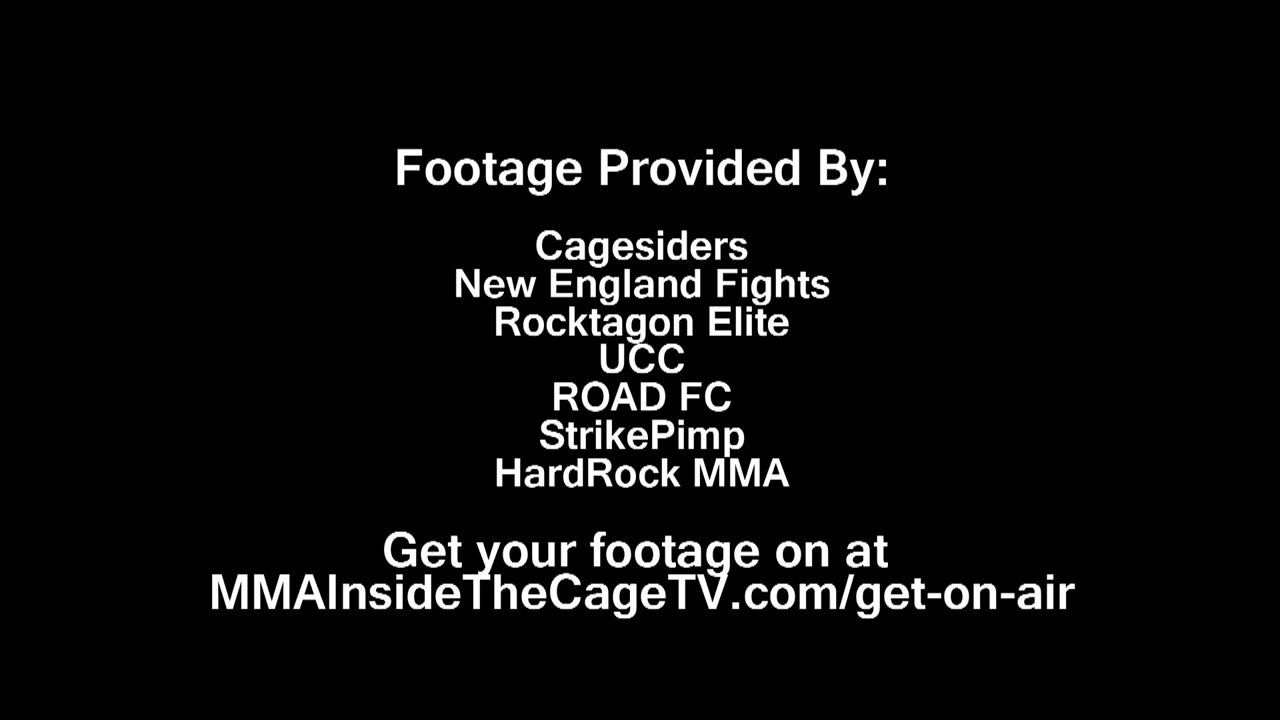 Footage Provided By:
Cagesiders
New England Fights
Rocktagon Elite
UCC
ROAD FC
StrikePimp
HardRock MMA
Get your footage on at
MMAInsideTheCageTV.com/get-on-air